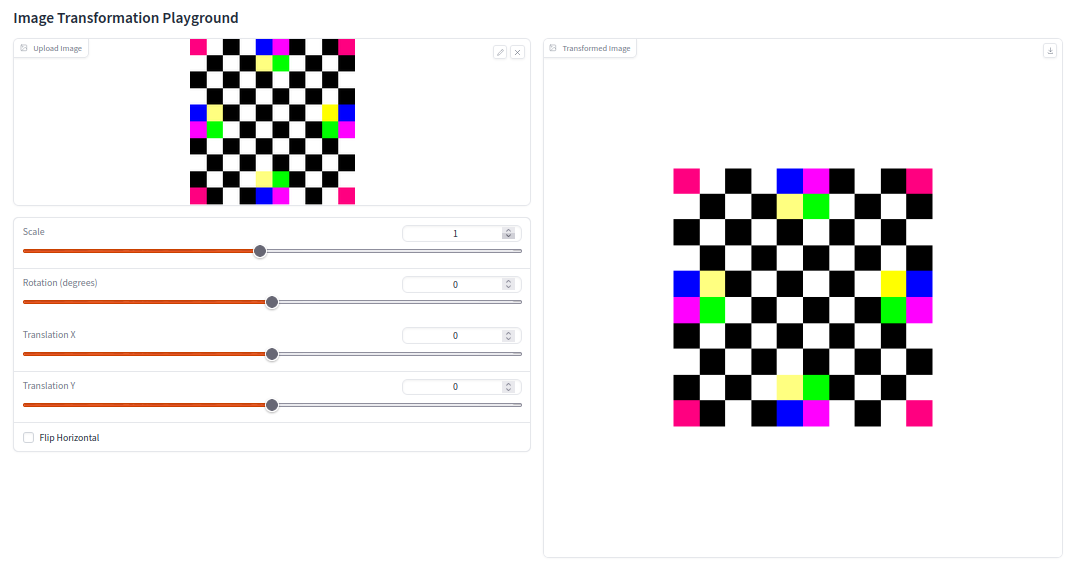 Image Transformation Playground
Upload Image
Transformed Image
Scale
1
Rotation (degrees)
0
Translation X
0
Translation Y
0
Flip Horizontal